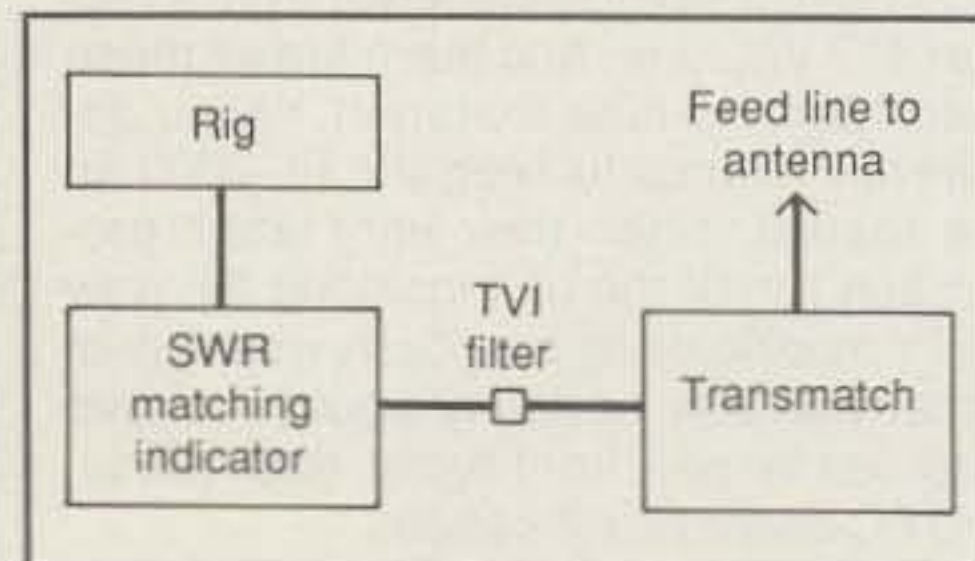 Rig
Feed line to
antenna
SWR
matching
indicator
TVI
filter
Transmatch